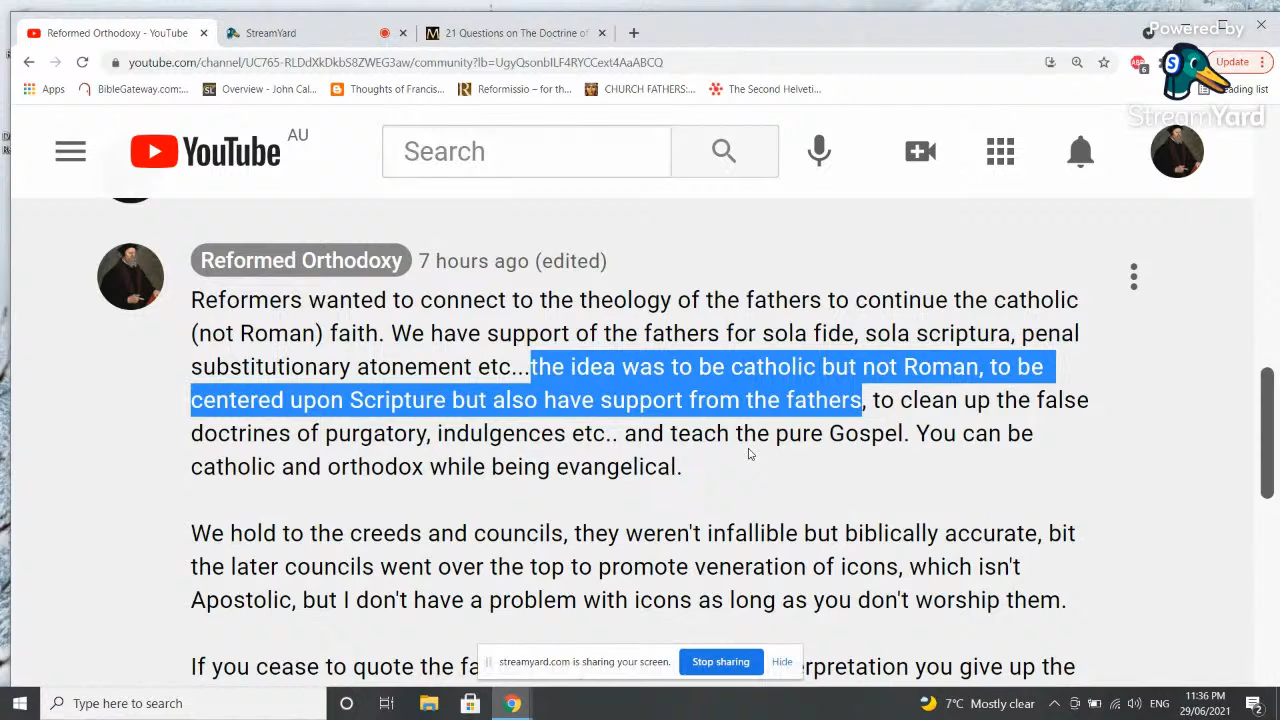 Reformed Orthodoxy - YouTube
StreamYard
21 Questions on The Doctrine of
Powered by
youtube.com/channel/UC765-RLDdXkDkbS8ZWEG3aw/community?lb=UgyQsonbILF4RYCCext4AaABCQ
6
Update
Apps
BibleGateway.com:...
Overview - John Cal...
Thoughts of Francis...
Reformissed – for th...
CHURCH FATHERS:...
The Second Helveti...
Reading list
StreamYard
YouTube
AU
Search
Reformed Orthodoxy 7 hours ago (edited)
Reformers wanted to connect to the theology of the fathers to continue the catholic
(not Roman) faith. We have support of the fathers for sola fide, sola scriptura, penal
substitutionary atonement etc...the idea was to be catholic but not Roman, to be
centered upon Scripture but also have support from the fathers, to clean up the false
doctrines of purgatory, indulgences etc.. and teach the pure Gospel. You can be
catholic and orthodox while being evangelical.
We hold to the creeds and councils, they weren't infallible but biblically accurate, bit
the later councils went over the top to promote veneration of icons, which isn't
Apostolic, but I don't have a problem with icons as long as you don't worship them.
If you cease to quote the fa
erpretation you give up the
streamyard.com is sharing your screen.
Stop sharing
Hide
Type here to search
7°C Mostly clear
ENG
11:36 PM
29/06/2021
2